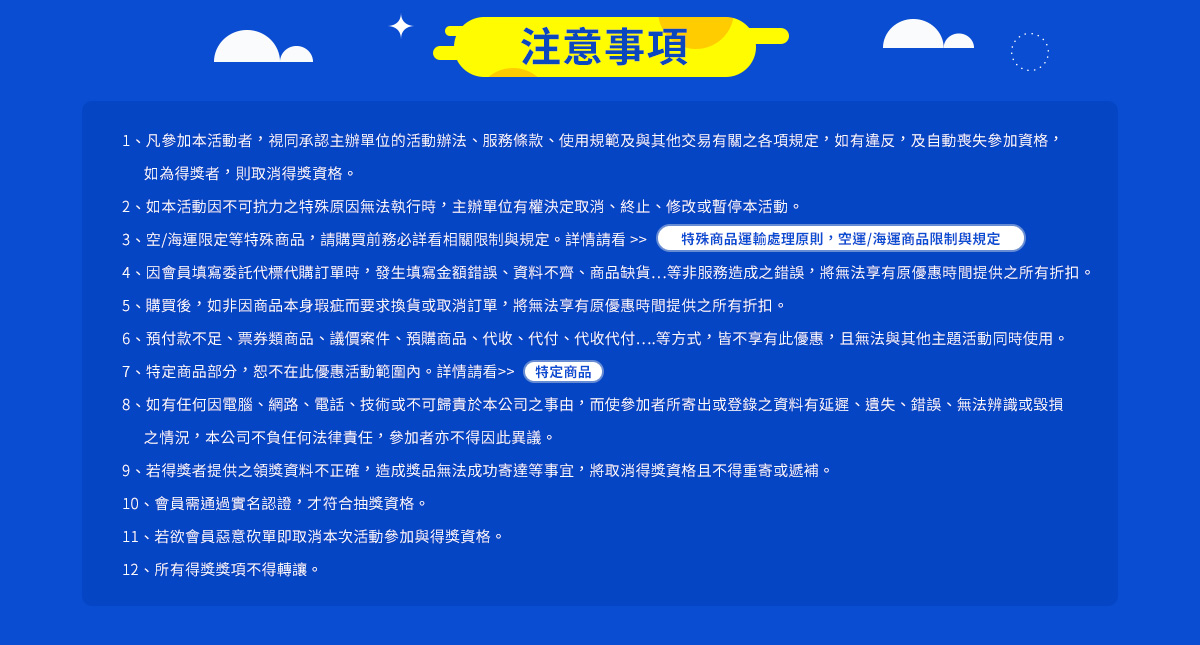 注意事項
1、凡參加本活動者，視同承認主辦單位的活動辦法、服務條款、使用規範及與其他交易有關之各項規定，如有違反，及自動喪失參加資格，
如為得獎者，則取消得獎資格。
2、如本活動因不可抗力之特殊原因無法執行時，主辦單位有權決定取消、終止、修改或暫停本活動。
3、空/海運限定等特殊商品，請購買前務必詳看相關限制與規定。詳情請看 >> 特殊商品運輸處理原則，空運/海運商品限制與規定
4、因會員填寫委託代標代購訂單時，發生填寫金額錯誤、資料不齊、商品缺貨...等非服務造成之錯誤，將無法享有原優惠時間提供之所有折扣。
5、購買後，如非因商品本身瑕疵而要求換貨或取消訂單，將無法享有原優惠時間提供之所有折扣。
6、預付款不足、票券類商品、議價案件、預購商品、代收、代付、代收代付....等方式，皆不享有此優惠，且無法與其他主題活動同時使用。
7、特定商品部分，恕不在此優惠活動範圍內。詳情請看>> 特定商品
8、如有任何因電腦、網路、電話、技術或不可歸責於本公司之事由，而使參加者所寄出或登錄之資料有延遲、遺失、錯誤、無法辨識或毀損
之情況，本公司不負任何法律責任，參加者亦不得因此異議。
9、若得獎者提供之領獎資料不正確，造成獎品無法成功寄達等事宜，將取消得獎資格且不得重寄或遞補。
10、會員需通過實名認證，才符合抽獎資格。
11、若欲會員惡意砍單即取消本次活動參加與得獎資格。
12、所有得獎獎項不得轉讓。